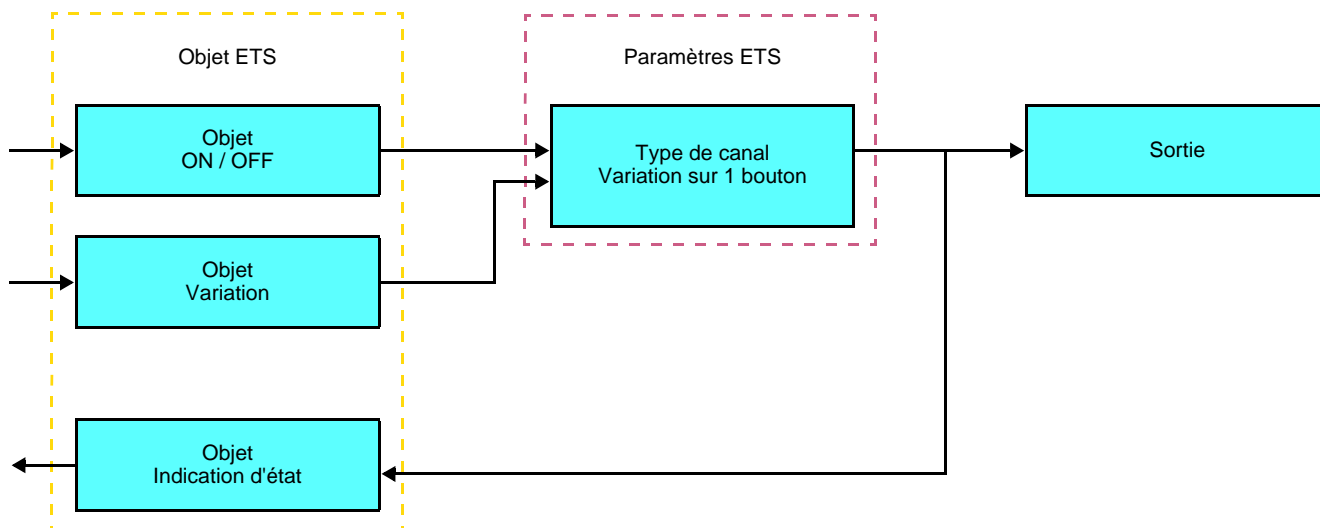 Objet ETS
Paramètres ETS
Objet
ON / OFF
Type de canal
Variation sur 1 bouton
Sortie
Objet
Variation
Objet
Indication d'état